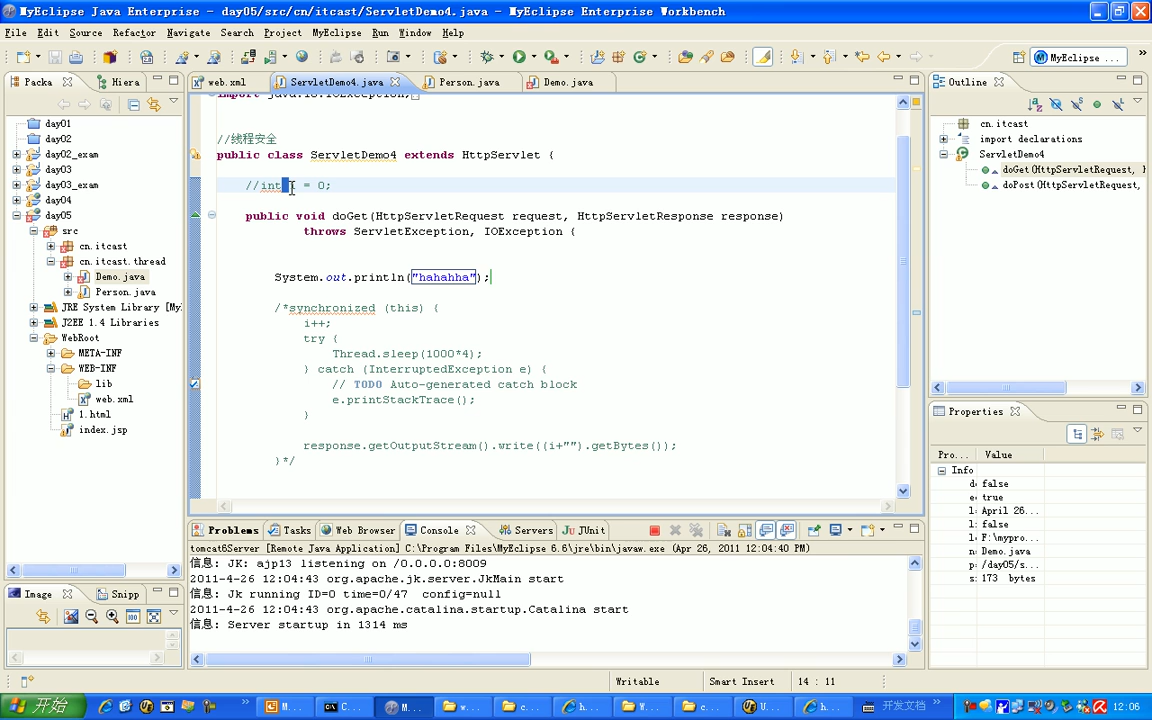 MyEclipse Java Enterprise - day05/src/cn/itcast/ServletDemo4.java - MyEclipse Enterprise Workbench
File Edit Source Refactor Navigate Search Project MyEclipse Run Window Help
MyEclipse ...
Packa Hiera
day01
day02
day02_exam
day03
day03_exam
day04
day05
src
cn.itcast
cn.itcast.thread
Demo.java
Person.java
JRE System Library [My
J2EE 1.4 Libraries
WebRoot
META-INF
WEB-INF
lib
web.xml
1.html
index.jsp
Image Snipp
web.xml ServletDemo4.java Person.java Demo.java
import java.io.IOException;
//线程安全
public class ServletDemo4 extends HttpServlet {
//int i = 0;
public void doGet(HttpServletRequest request, HttpServletResponse response)
throws ServletException, IOException {
System.out.println("hahahha");
/*synchronized (this) {
i++;
try {
Thread.sleep(1000*4);
} catch (InterruptedException e) {
// TODO Auto-generated catch block
e.printStackTrace();
}
response.getOutputStream().write((i+"").getBytes());
}*/
Problems Tasks Web Browser Console Servers JUnit
tomcat6Server [Remote Java Application] C:\Program Files\MyEclipse 6.6\jre\bin\javaw.exe (Apr 26, 2011 12:04:40 PM)
信息: JK: ajp13 listening on /0.0.0.0:8009
2011-4-26 12:04:43 org.apache.jk.server.JkMain start
信息: Jk running ID=0 time=0/47 config=null
2011-4-26 12:04:43 org.apache.catalina.startup.Catalina start
信息: Server startup in 1314 ms
Outline
cn.itcast
import declarations
ServletDemo4
doGet(HttpServletRequest, H
doPost(HttpServletRequest,
Properties
Pro... Value
Info
d false
e true
l April 26...
l false
l F:\mypro...
n Demo.java
p /day05/s...
s 173 bytes
Writable Smart Insert 14 : 11
开始 M... C... M... w... c... h... W... c... U... h... 开发文档 12:06